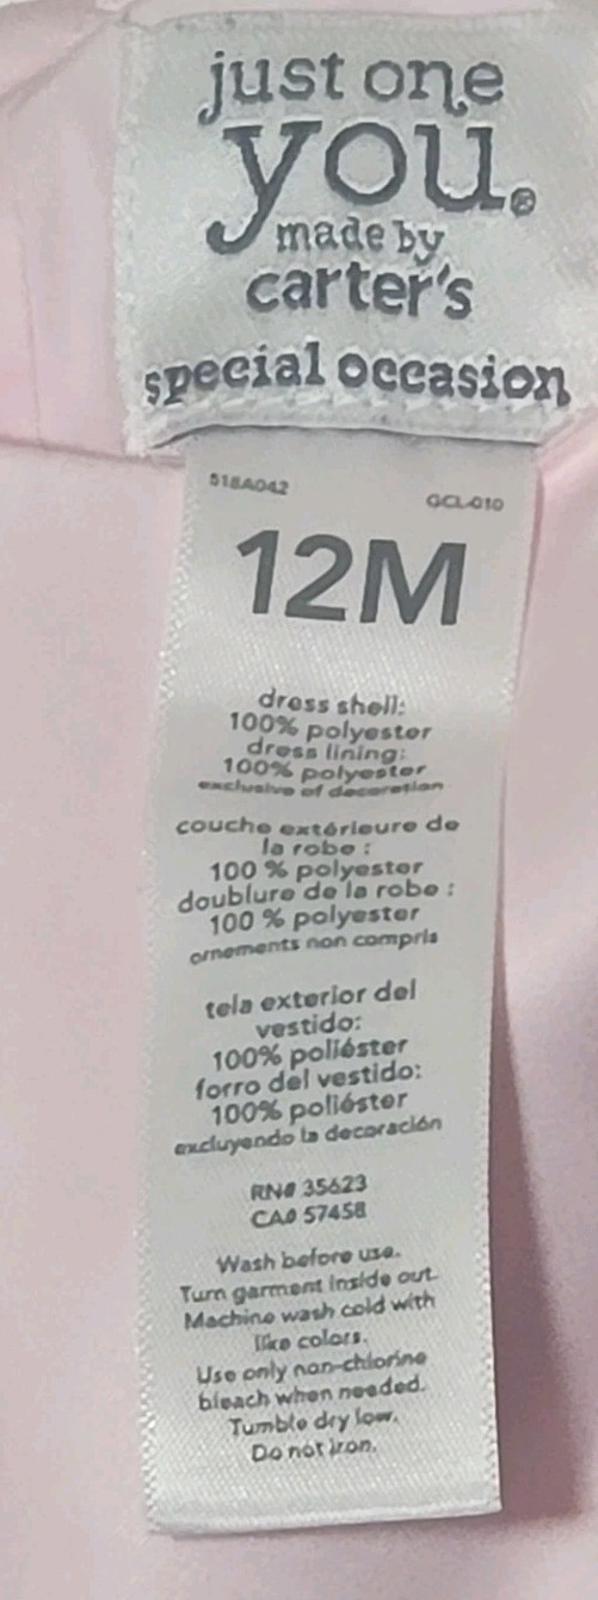 just one
you.®
made by
carter's
special occasion
518A042
GCL-010
12M
dress shell:
100% polyester
dress lining:
100% polyester
exclusive of decoration
couche extérieure de
la robe :
100 % polyester
doublure de la robe :
100 % polyester
ornements non compris
tela exterior del
vestido:
100% poliéster
forro del vestido:
100% poliéster
excluyendo la decoración
RN# 35623
CA# 57458
Wash before use.
Turn garment inside out.
Machine wash cold with
like colors.
Use only non-chlorine
bleach when needed.
Tumble dry low.
Do not iron.